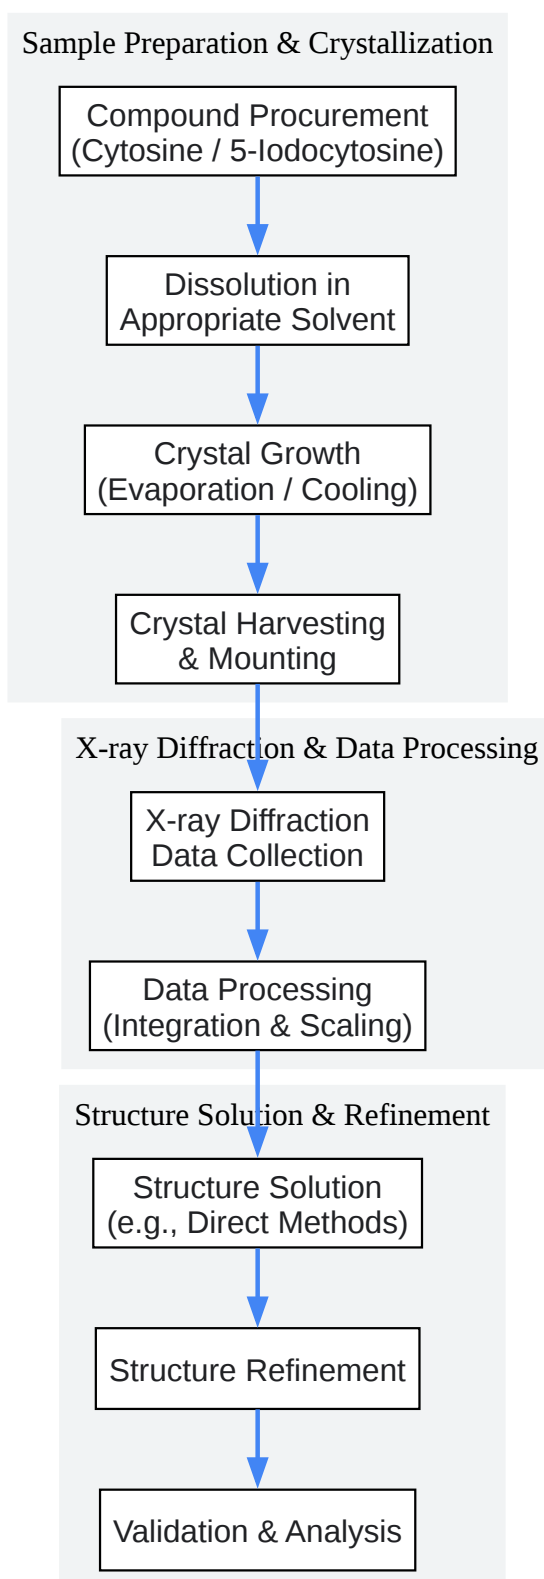 Sample Preparation & Crystallization
Compound Procurement
(Cytosine / 5-Iodocytosine)
Dissolution in
Appropriate Solvent
Crystal Growth
(Evaporation / Cooling)
Crystal Harvesting
& Mounting
X-ray Diffraction & Data Processing
X-ray Diffraction
Data Collection
Data Processing
(Integration & Scaling)
Structure Solution & Refinement
Structure Solution
(e.g., Direct Methods)
Structure Refinement
Validation & Analysis